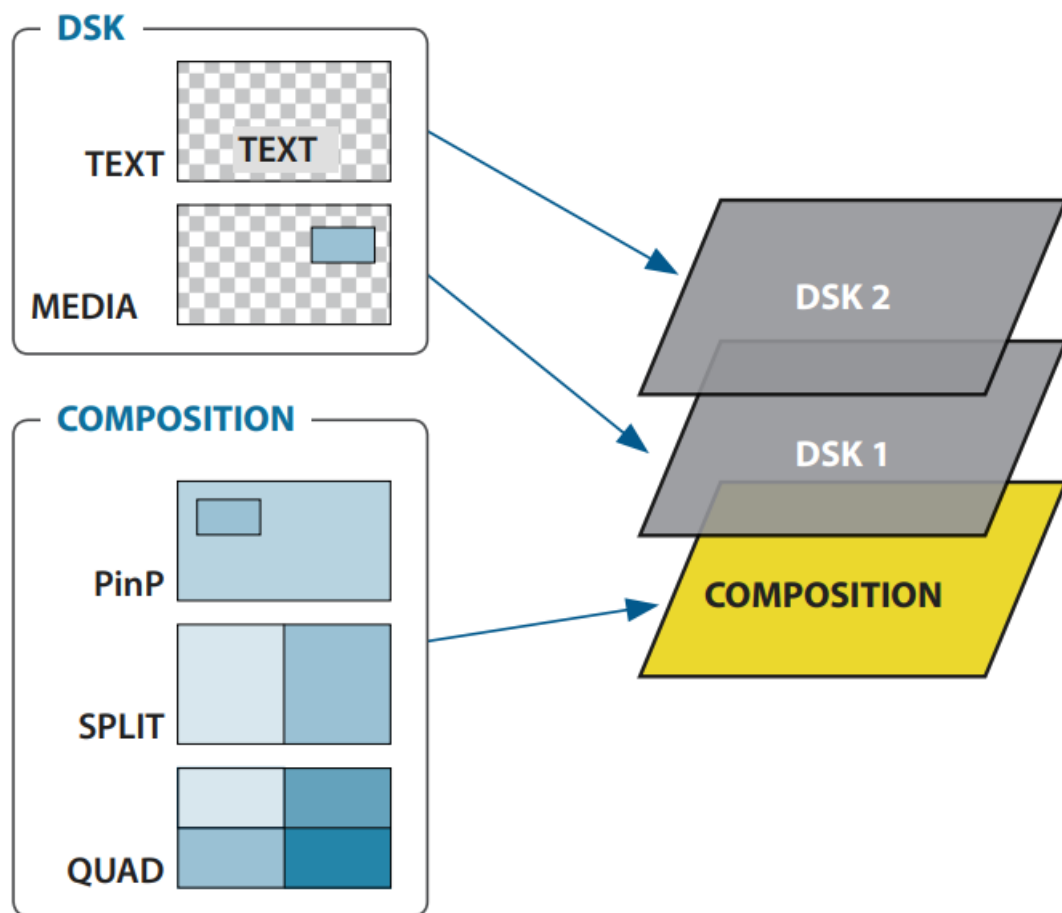 DSK
TEXT
TEXT
MEDIA
DSK 2
DSK 1
COMPOSITION
COMPOSITION
PinP
SPLIT
QUAD